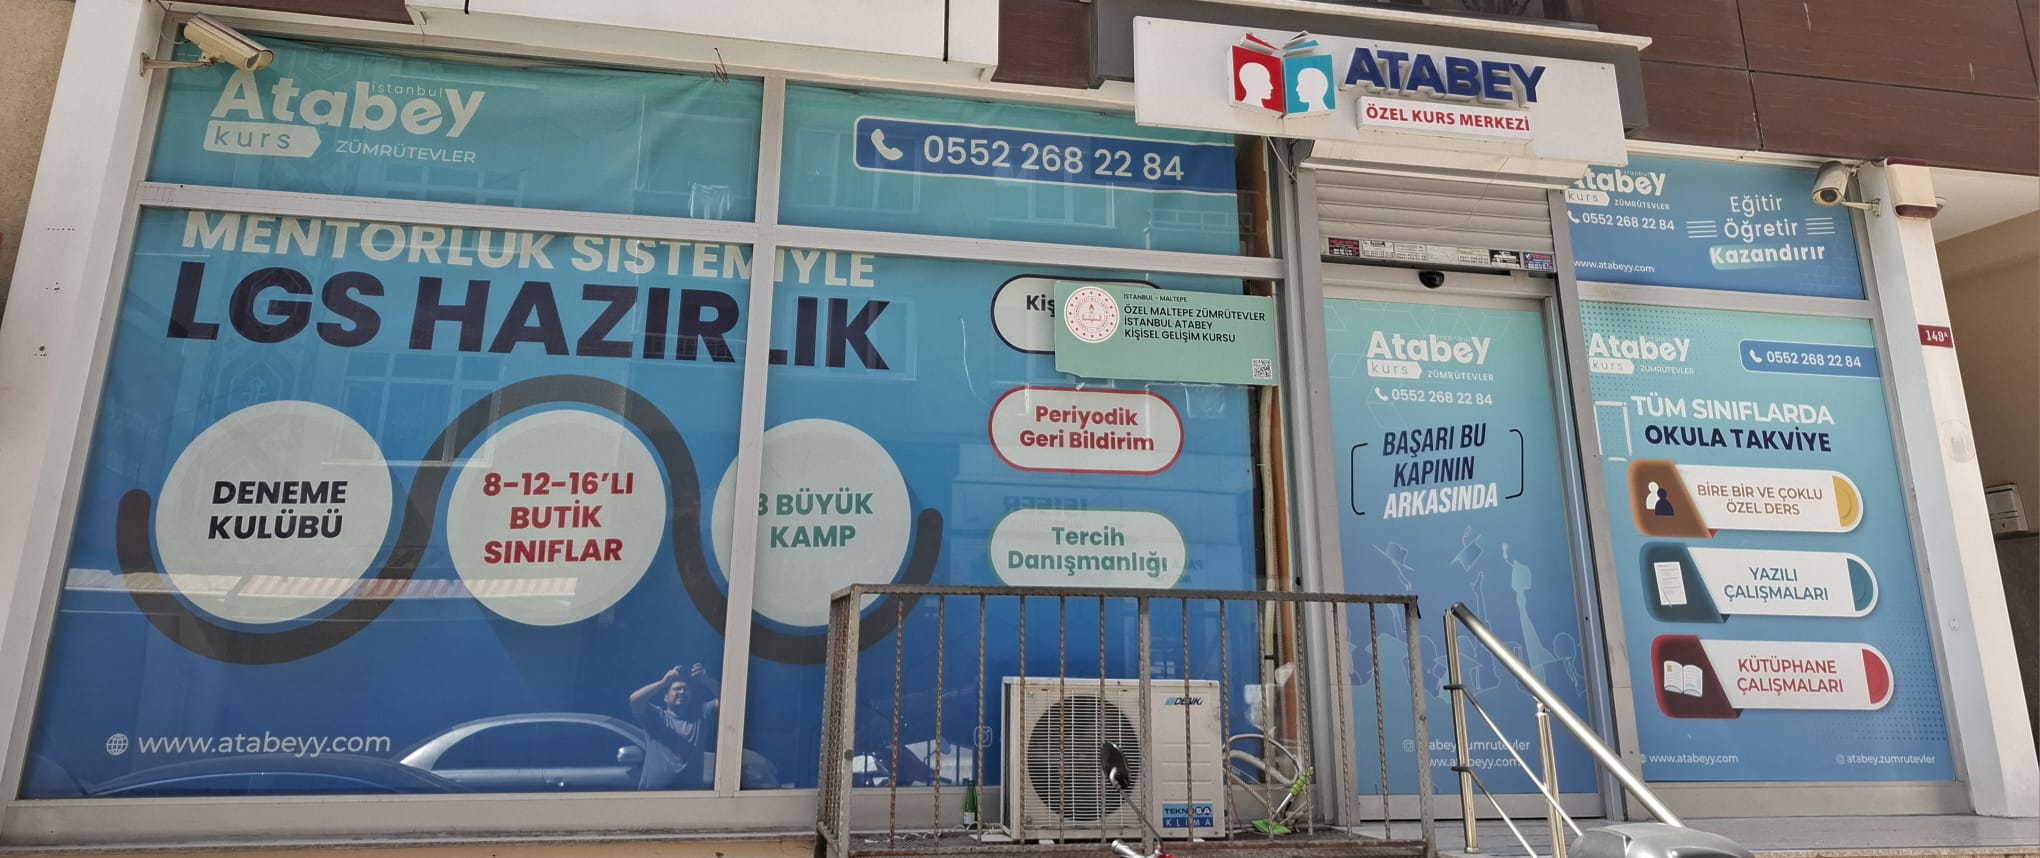 istanbul
Atabey
kurs
ZÜMRÜTEVLER
0552 268 22 84
MENTORLUK SİSTEMİYLE
LGS HAZIRLIK
DENEME
KULÜBÜ
8-12-16'LI
BUTİK
SINIFLAR
3 BÜYÜK
KAMP
www.atabeyy.com
Periyodik
Geri Bildirim
Tercih
Danışmanlığı
İSTANBUL - MALTEPE
ÖZEL MALTEPE ZÜMRÜTEVLER
İSTANBUL ATABEY
KİŞİSEL GELİŞİM KURSU
ATABEY
ÖZEL KURS MERKEZİ
Atabey
kurs
ZÜMRÜTEVLER
0552 268 22 84
BAŞARI BU
KAPININ
ARKASINDA
istanbul
Atabey
kurs
ZÜMRÜTEVLER
0552 268 22 84
www.atabeyy.com
Eğitir
Öğretir
Kazandırır
Atabey
kurs
ZÜMRÜTEVLER
0552 268 22 84
TÜM SINIFLARDA
OKULA TAKVİYE
BİRE BİR VE ÇOKLU
ÖZEL DERS
YAZILI
ÇALIŞMALARI
KÜTÜPHANE
ÇALIŞMALARI
www.atabeyy.com
atabey.zumrutevler
149A
DENKI
TEKNOSA
KLİMA